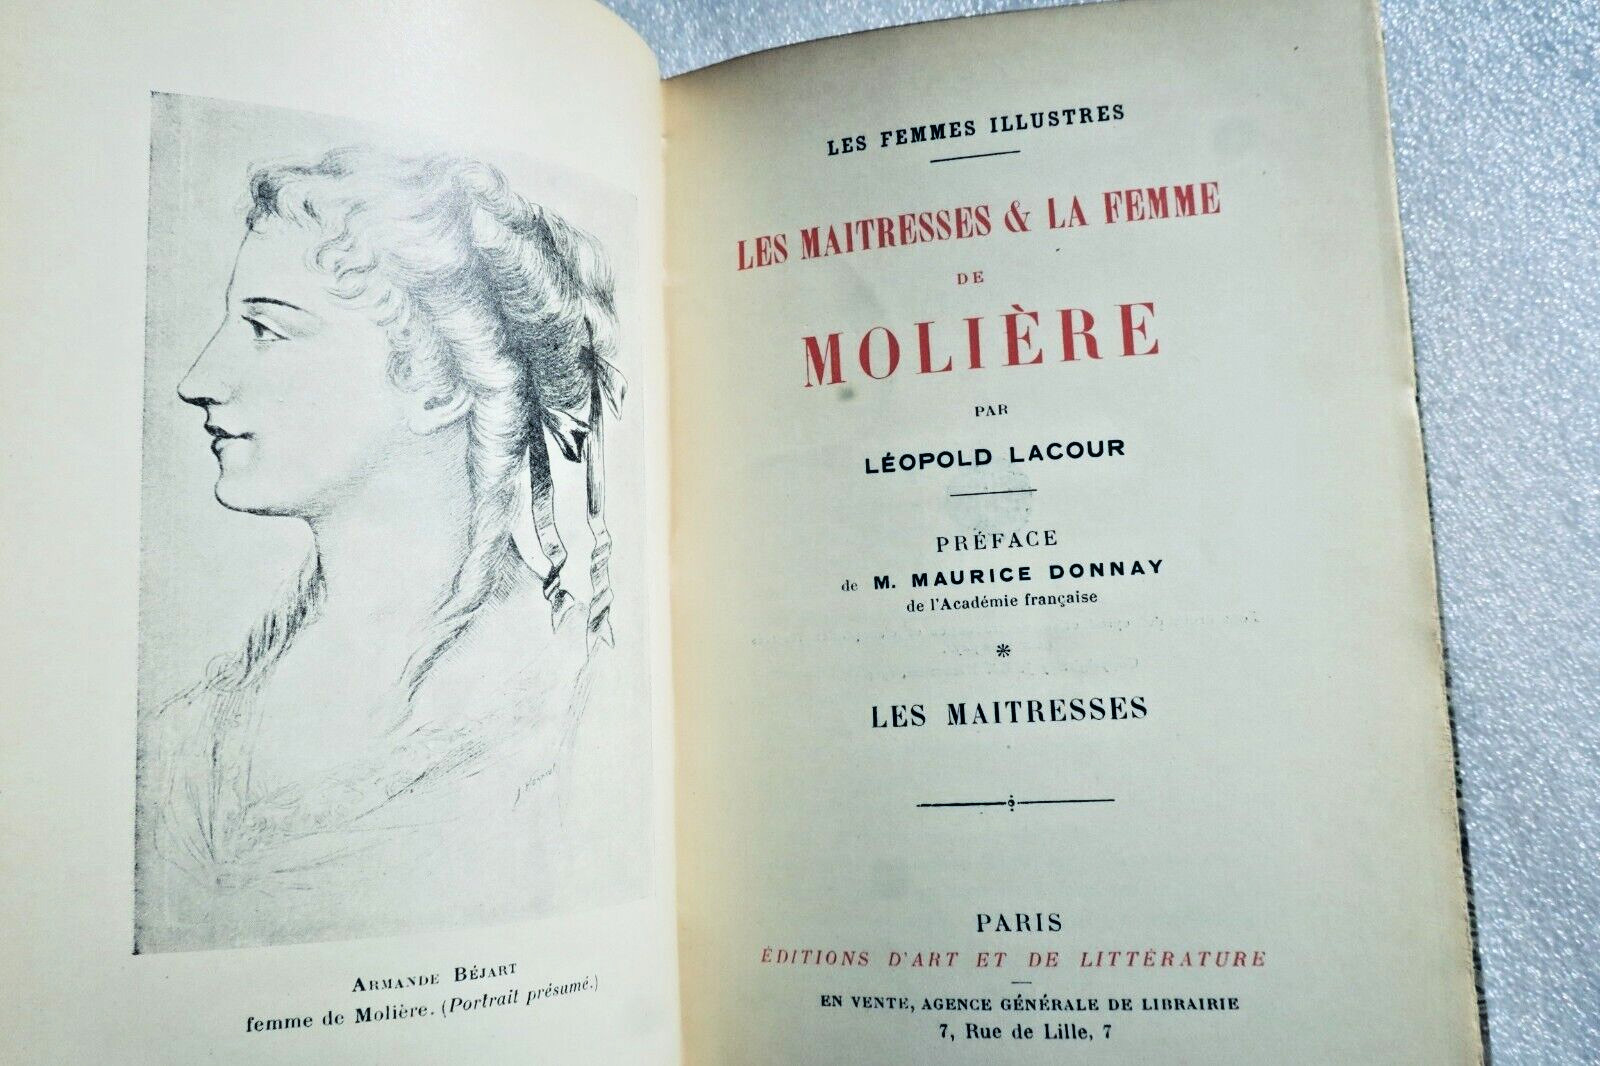 ARMANDE BÉJART
femme de Molière. (Portrait présumé.)
LES FEMMES ILLUSTRES
LES MAITRESSES & LA FEMME
DE
MOLIÈRE
PAR
LÉOPOLD LACOUR
PRÉFACE
de M. MAURICE DONNAY
de l'Académie française
*
LES MAITRESSES
PARIS
ÉDITIONS D'ART ET DE LITTÉRATURE
EN VENTE, AGENCE GÉNÉRALE DE LIBRAIRIE
7, Rue de Lille, 7